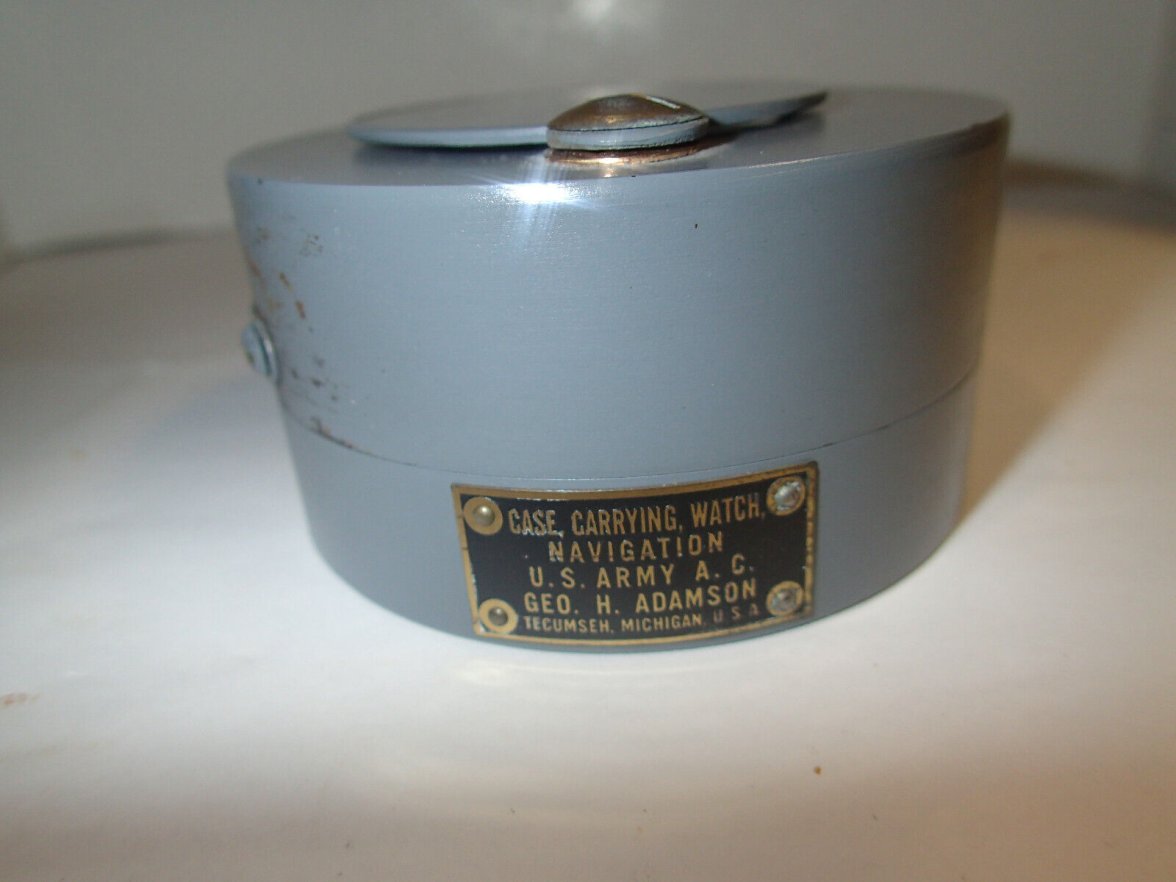 CASE, CARRYING, WATCH,
NAVIGATION
U.S. ARMY A. C.
GEO. H. ADAMSON
TECUMSEH, MICHIGAN, U S A